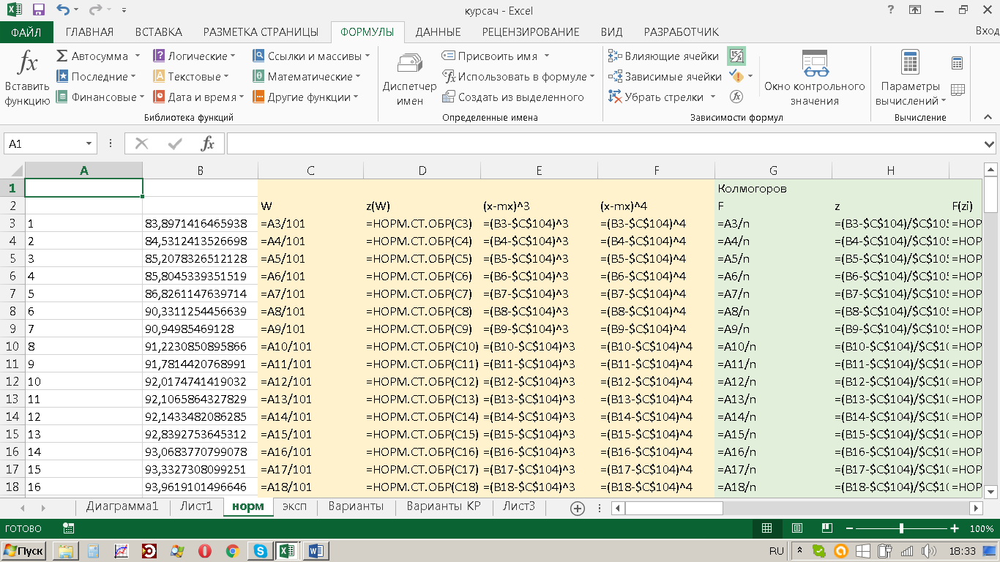 курсач - Excel
?
Вход
ФАЙЛ ГЛАВНАЯ ВСТАВКА РАЗМЕТКА СТРАНИЦЫ ФОРМУЛЫ ДАННЫЕ РЕЦЕНЗИРОВАНИЕ ВИД РАЗРАБОТЧИК
fx Вставить функцию
Σ Автосумма
Последние
Финансовые
Логические
Текстовые
Дата и время
Ссылки и массивы
Математические
Другие функции
Библиотека функций
Диспетчер имен
Присвоить имя
Использовать в формуле
Создать из выделенного
Определенные имена
Влияющие ячейки
Зависимые ячейки
Убрать стрелки
Окно контрольного значения
Зависимости формул
Параметры вычислений
Вычисление
A1 fx
A B C D E F G H
1 Колмогоров
2 W z(W) (x-mx)^3 (x-mx)^4 F z F(zi)
3 1 83,8971416465938 =A3/101 =НОРМ.СТ.ОБР(C3) =(B3-$C$104)^3 =(B3-$C$104)^4 =A3/n =(B3-$C$104)/$C$105 =НОР
4 2 84,5312413526698 =A4/101 =НОРМ.СТ.ОБР(C4) =(B4-$C$104)^3 =(B4-$C$104)^4 =A4/n =(B4-$C$104)/$C$105 =НОР
5 3 85,2078326512128 =A5/101 =НОРМ.СТ.ОБР(C5) =(B5-$C$104)^3 =(B5-$C$104)^4 =A5/n =(B5-$C$104)/$C$105 =НОР
6 4 85,8045339351519 =A6/101 =НОРМ.СТ.ОБР(C6) =(B6-$C$104)^3 =(B6-$C$104)^4 =A6/n =(B6-$C$104)/$C$105 =НОР
7 5 86,8261147639714 =A7/101 =НОРМ.СТ.ОБР(C7) =(B7-$C$104)^3 =(B7-$C$104)^4 =A7/n =(B7-$C$104)/$C$105 =НОР
8 6 90,3311254456639 =A8/101 =НОРМ.СТ.ОБР(C8) =(B8-$C$104)^3 =(B8-$C$104)^4 =A8/n =(B8-$C$104)/$C$105 =НОР
9 7 90,94985469128 =A9/101 =НОРМ.СТ.ОБР(C9) =(B9-$C$104)^3 =(B9-$C$104)^4 =A9/n =(B9-$C$104)/$C$105 =НОР
10 8 91,2230850895866 =A10/101 =НОРМ.СТ.ОБР(C10) =(B10-$C$104)^3 =(B10-$C$104)^4 =A10/n =(B10-$C$104)/$C$10 =НОР
11 9 91,7814420768991 =A11/101 =НОРМ.СТ.ОБР(C11) =(B11-$C$104)^3 =(B11-$C$104)^4 =A11/n =(B11-$C$104)/$C$10 =НОР
12 10 92,0174741419032 =A12/101 =НОРМ.СТ.ОБР(C12) =(B12-$C$104)^3 =(B12-$C$104)^4 =A12/n =(B12-$C$104)/$C$10 =НОР
13 11 92,1065864327829 =A13/101 =НОРМ.СТ.ОБР(C13) =(B13-$C$104)^3 =(B13-$C$104)^4 =A13/n =(B13-$C$104)/$C$10 =НОР
14 12 92,1433482086285 =A14/101 =НОРМ.СТ.ОБР(C14) =(B14-$C$104)^3 =(B14-$C$104)^4 =A14/n =(B14-$C$104)/$C$10 =НОР
15 13 92,8392753645312 =A15/101 =НОРМ.СТ.ОБР(C15) =(B15-$C$104)^3 =(B15-$C$104)^4 =A15/n =(B15-$C$104)/$C$10 =НОР
16 14 93,0683770799078 =A16/101 =НОРМ.СТ.ОБР(C16) =(B16-$C$104)^3 =(B16-$C$104)^4 =A16/n =(B16-$C$104)/$C$10 =НОР
17 15 93,3327308099251 =A17/101 =НОРМ.СТ.ОБР(C17) =(B17-$C$104)^3 =(B17-$C$104)^4 =A17/n =(B17-$C$104)/$C$10 =НОР
18 16 93,9619101496646 =A18/101 =НОРМ.СТ.ОБР(C18) =(B18-$C$104)^3 =(B18-$C$104)^4 =A18/n =(B18-$C$104)/$C$10 =НОР
Диаграмма1 Лист1 норм эксп Варианты Варианты КР Лист3
ГОТОВО 100%
Пуск RU 18:33